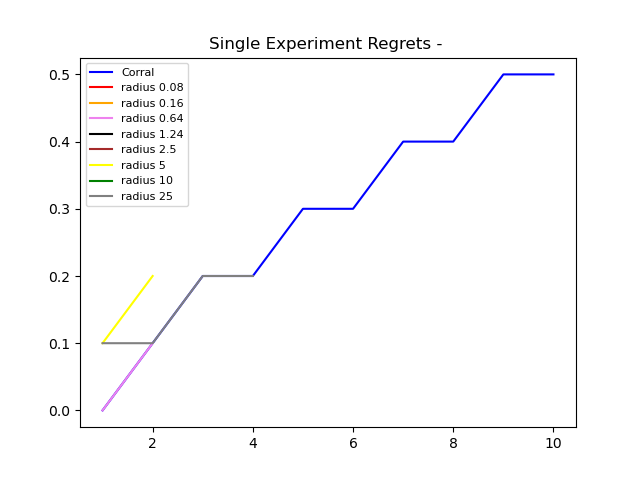 Single Experiment Regrets -
Corral
radius 0.08
radius 0.16
radius 0.64
radius 1.24
radius 2.5
radius 5
radius 10
radius 25
0.5
0.4
0.3
0.2
0.1
0.0
2 4 6 8 10